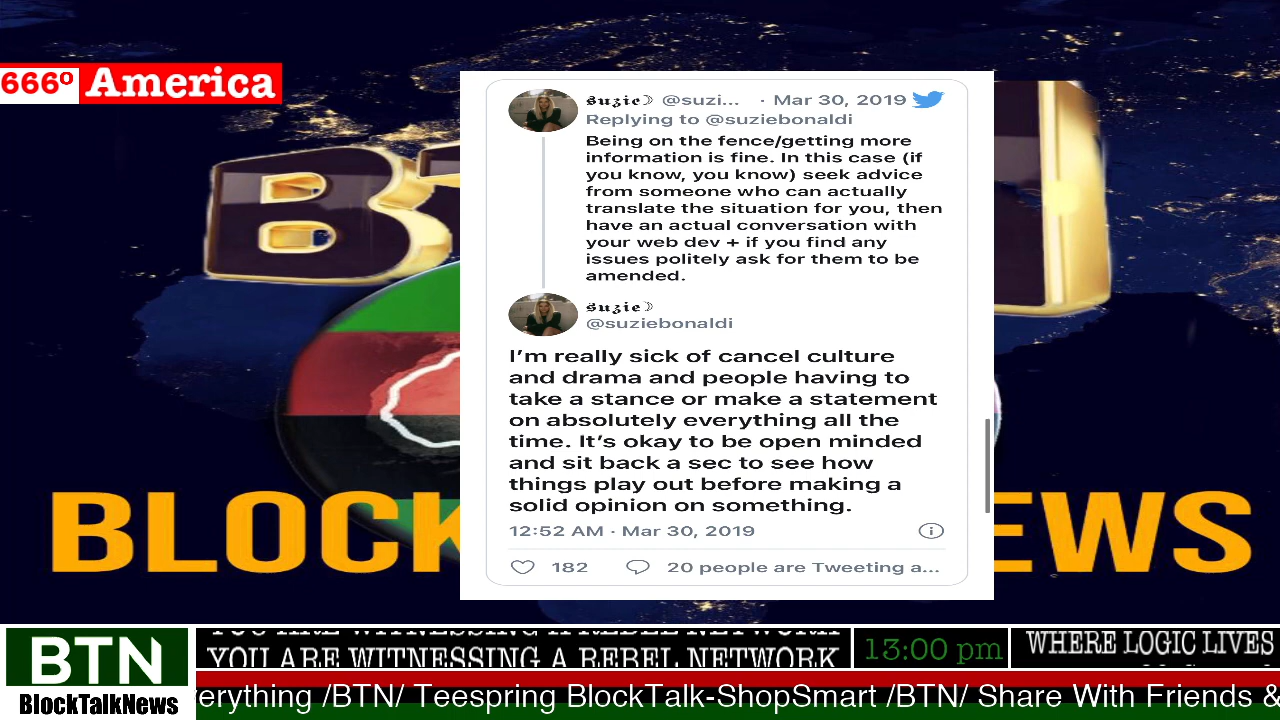 666º America
𝖘𝖚𝖟𝖎𝖊☽ @suzi... · Mar 30, 2019
Replying to @suziebonaldi
Being on the fence/getting more
information is fine. In this case (if
you know, you know) seek advice
from someone who can actually
translate the situation for you, then
have an actual conversation with
your web dev + if you find any
issues politely ask for them to be
amended.
𝖘𝖚𝖟𝖎𝖊☽
@suziebonaldi
I’m really sick of cancel culture
and drama and people having to
take a stance or make a statement
on absolutely everything all the
time. It’s okay to be open minded
and sit back a sec to see how
things play out before making a
solid opinion on something.
12:52 AM · Mar 30, 2019
182 20 people are Tweeting a...
B
BLOCK EWS
BTN
BlockTalkNews
YOU ARE WITNESSING A REBEL NETWORK
YOU ARE WITNESSING A REBEL NETWORK
13:00 pm
WHERE LOGIC LIVES
verything /BTN/ Teespring BlockTalk-ShopSmart /BTN/ Share With Friends &